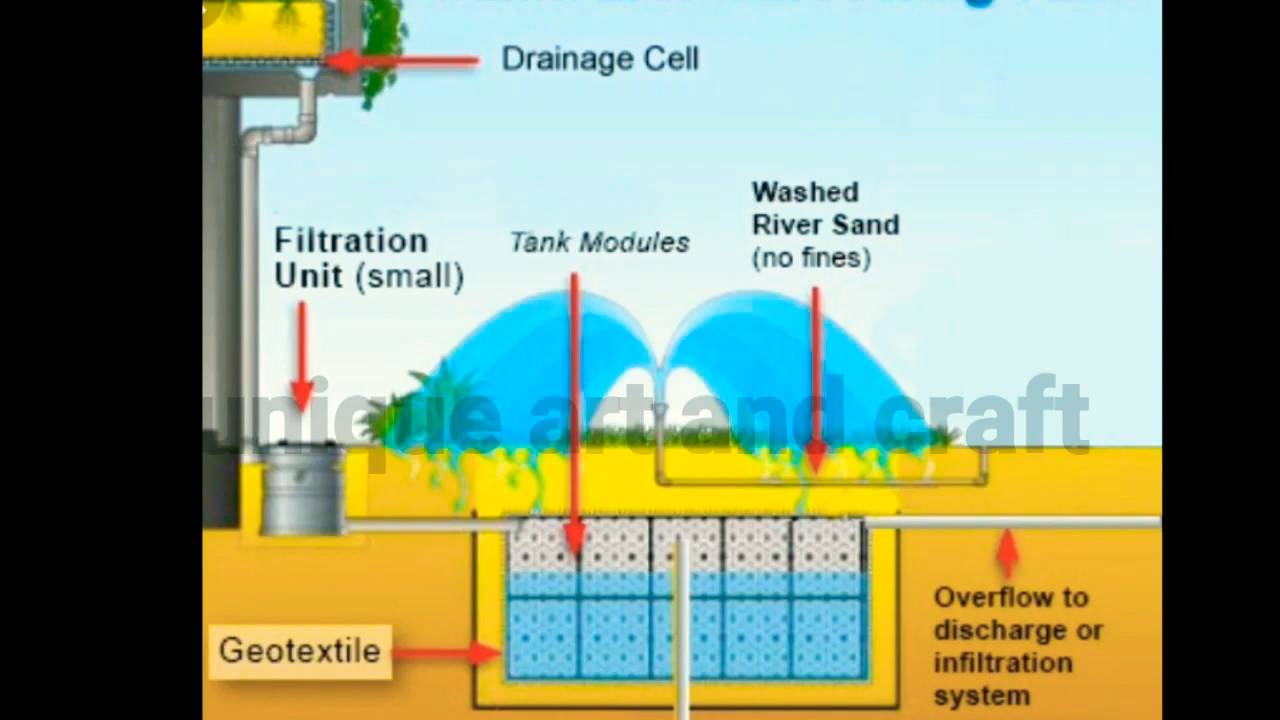 Drainage Cell
Washed
River Sand
(no fines)
Filtration
Unit (small)
Tank Modules
unique art and craft
Geotextile
Overflow to
discharge or
infiltration
system